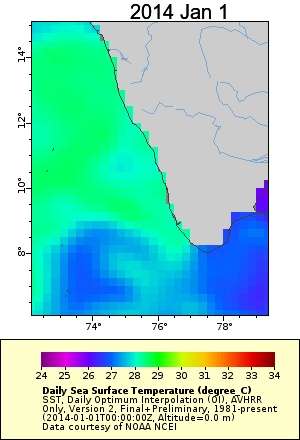 2014 Jan 1
14°
12°
10°
8°
74° 76° 78°
24 25 26 27 28 29 30 31 32 33 34
Daily Sea Surface Temperature (degree_C)
SST, Daily Optimum Interpolation (OI), AVHRR
Only, Version 2, Final+Preliminary, 1981-present
(2014-01-01T00:00:00Z, Altitude=0.0 m)
Data courtesy of NOAA NCEI